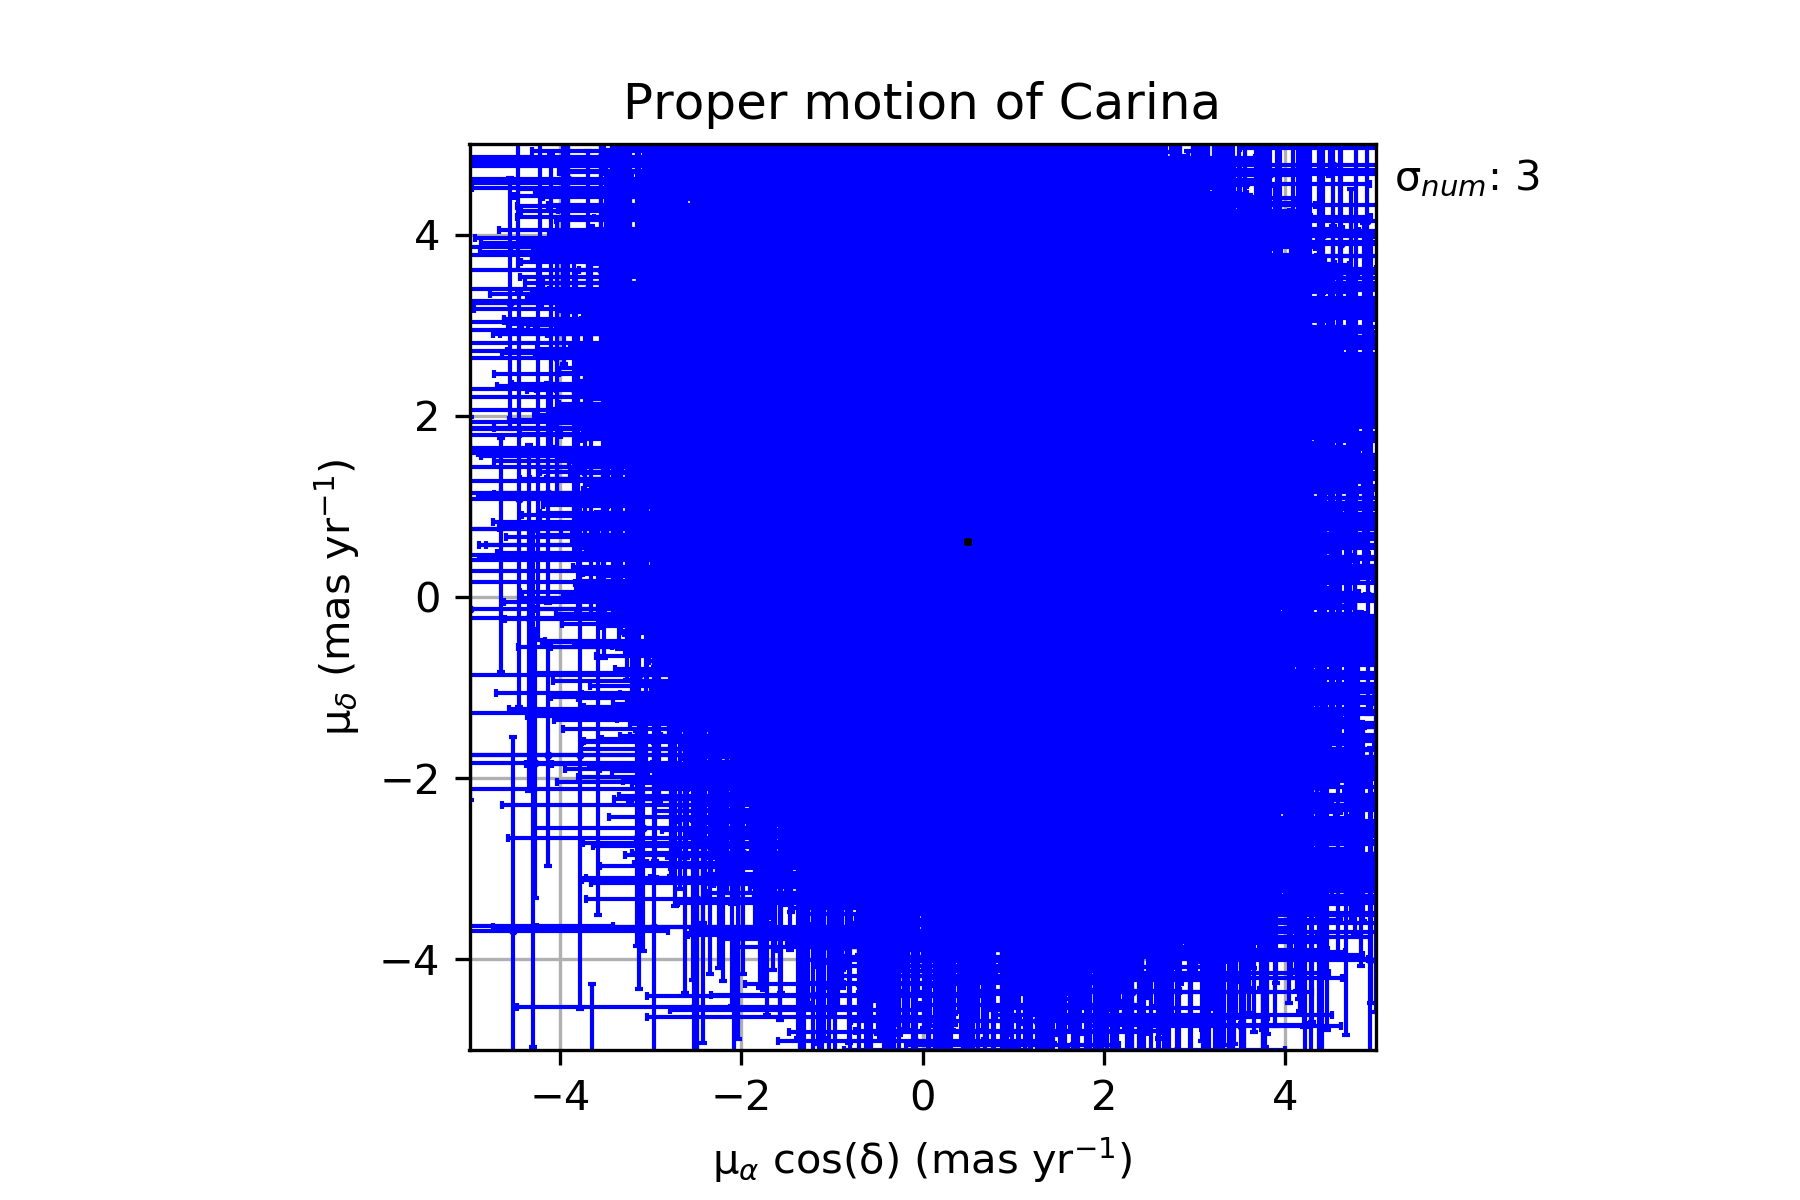 Proper motion of Carina
σ_num: 3
4
2
0
−2
−4
μ_δ (mas yr⁻¹)
−4 −2 0 2 4
μ_α cos(δ) (mas yr⁻¹)